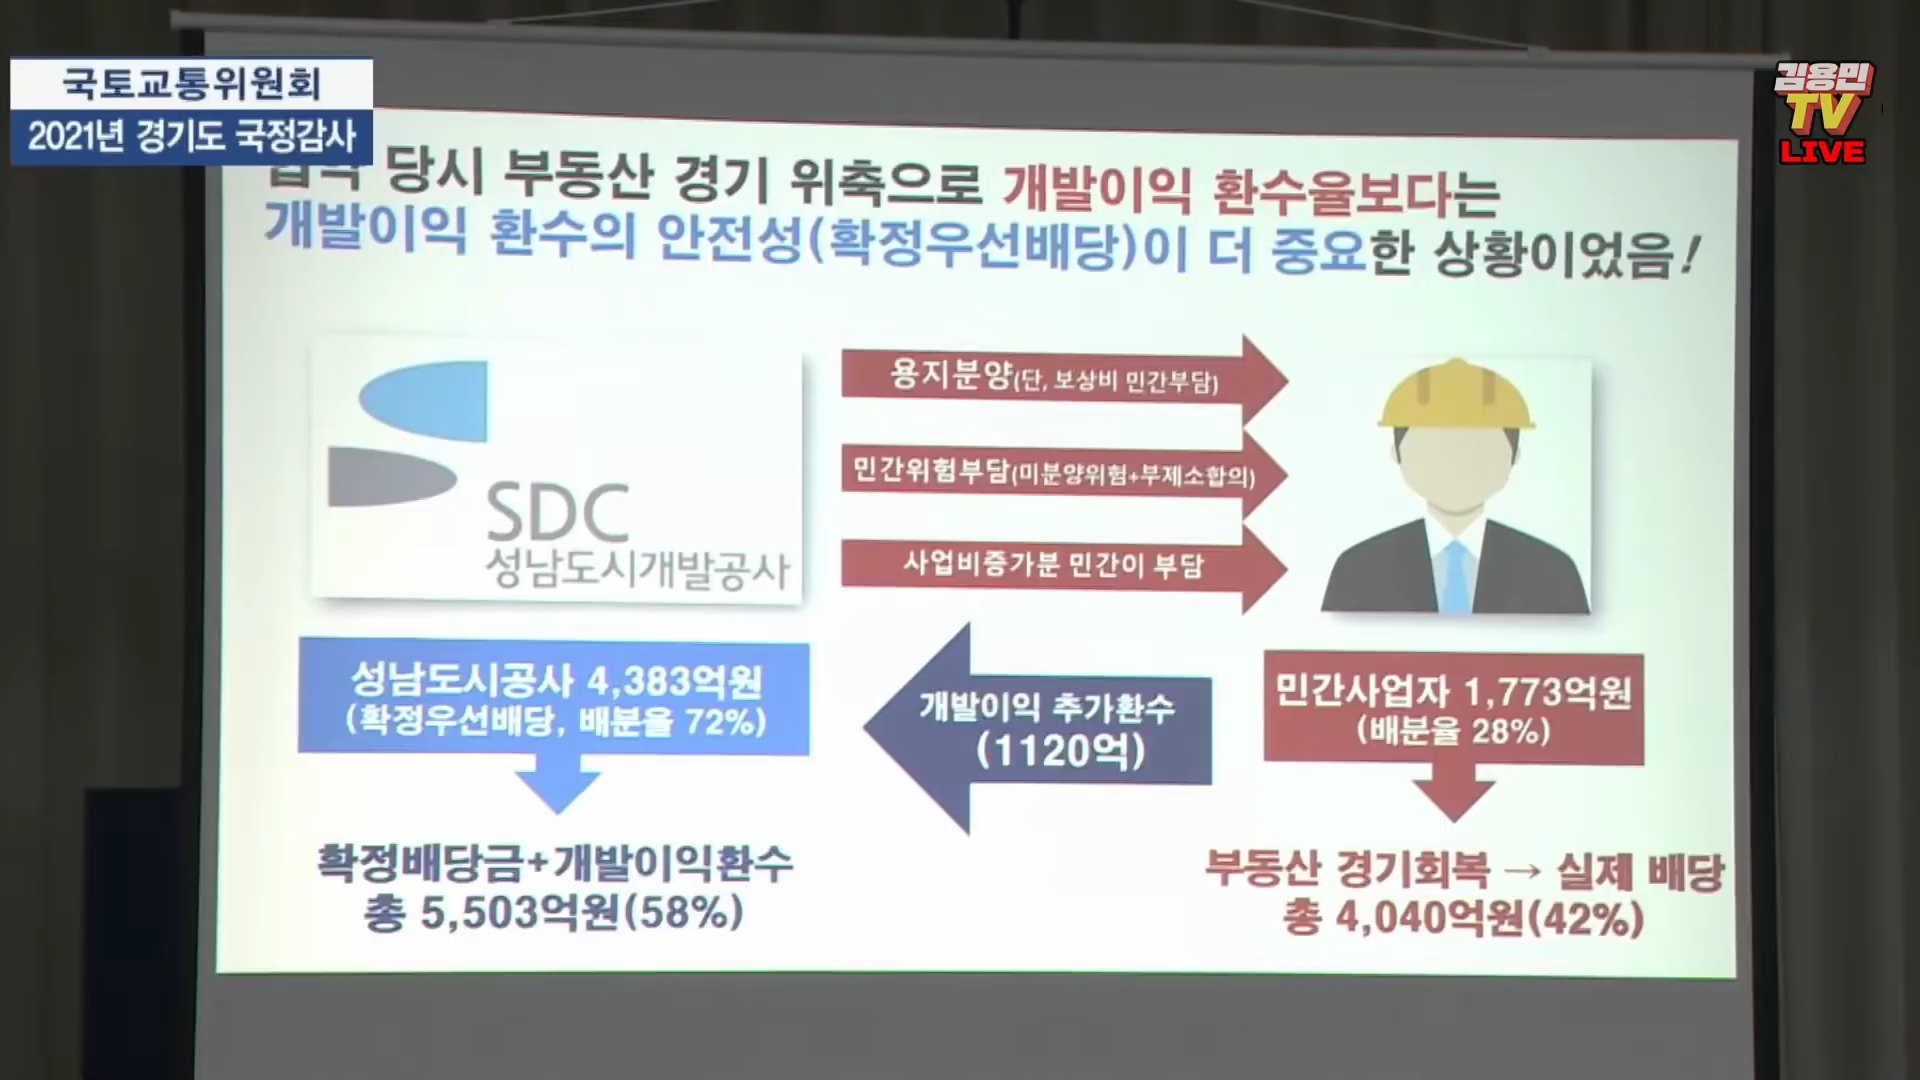 국토교통위원회
2021년 경기도 국정감사
김용민
TV
LIVE
당시 부동산 경기 위축으로 개발이익 환수율보다는
개발이익 환수의 안전성(확정우선배당)이 더 중요한 상황이었음!
SDC
성남도시개발공사
용지분양(단, 보상비 민간부담)
민간위험부담(미분양위험+부제소합의)
사업비증가분 민간이 부담
성남도시공사 4,383억원
(확정우선배당, 배분율 72%)
개발이익 추가환수
(1120억)
민간사업자 1,773억원
(배분율 28%)
확정배당금+개발이익환수
총 5,503억원(58%)
부동산 경기회복 → 실제 배당
총 4,040억원(42%)